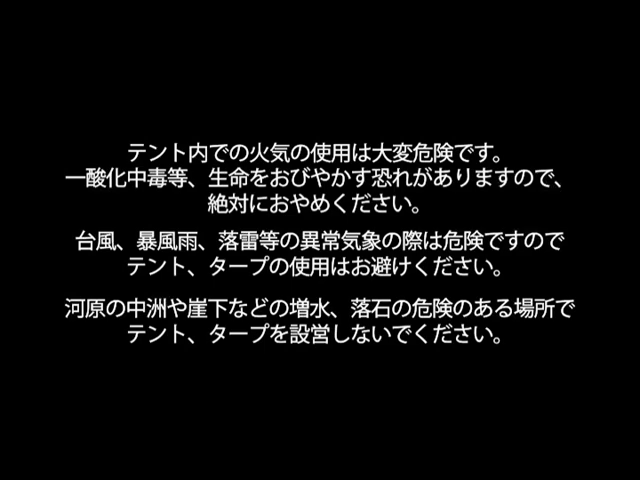 テント内での火気の使用は大変危険です。
一酸化中毒等、生命をおびやかす恐れがありますので、
絶対におやめください。
台風、暴風雨、落雷等の異常気象の際は危険ですので
テント、タープの使用はお避けください。
河原の中洲や崖下などの増水、落石の危険のある場所で
テント、タープを設営しないでください。